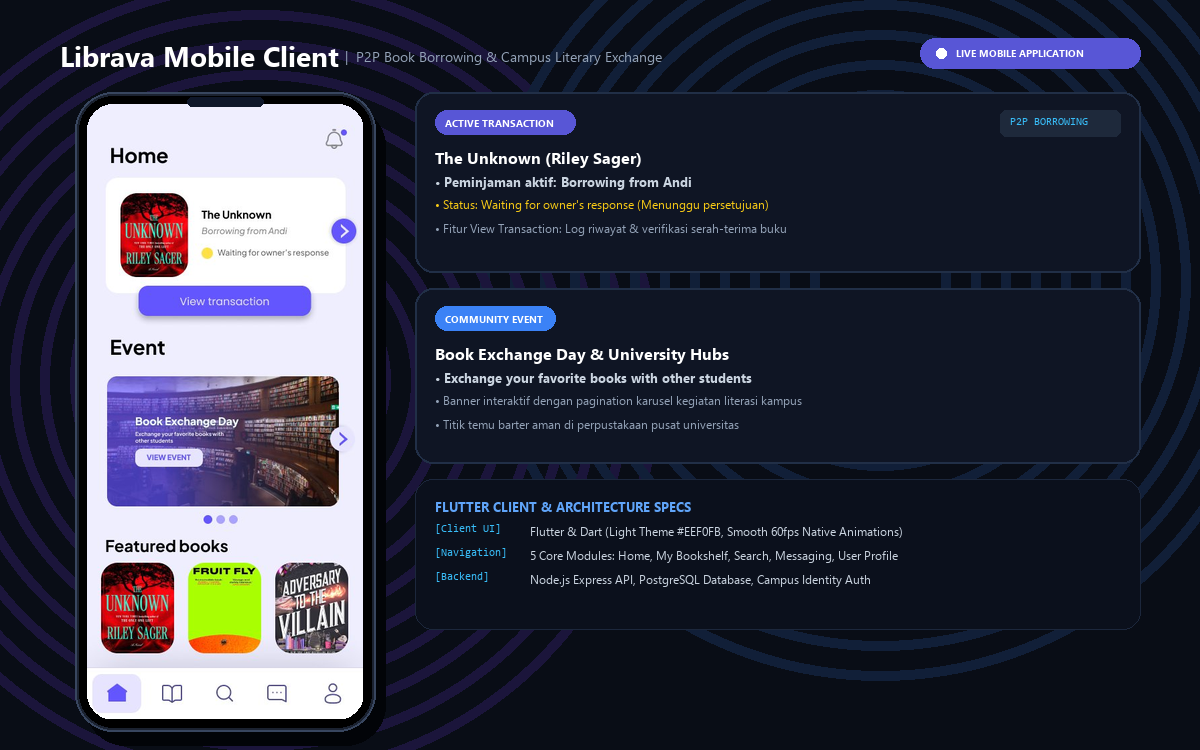 Librava Mobile Client | P2P Book Borrowing & Campus Literary Exchange
LIVE MOBILE APPLICATION
Home
THE
UNKNOWN
RILEY SAGER
The Unknown
Borrowing from Andi
Waiting for owner's response
View transaction
Event
Book Exchange Day
Exchange your favorite books with
other students
VIEW EVENT
Featured books
THE
UNKNOWN
RILEY SAGER
FRUIT FLY
ADVERSARY
TO THE
VILLAIN
ACTIVE TRANSACTION
P2P BORROWING
The Unknown (Riley Sager)
• Peminjaman aktif: Borrowing from Andi
• Status: Waiting for owner's response (Menunggu persetujuan)
• Fitur View Transaction: Log riwayat & verifikasi serah-terima buku
COMMUNITY EVENT
Book Exchange Day & University Hubs
• Exchange your favorite books with other students
• Banner interaktif dengan pagination karusel kegiatan literasi kampus
• Titik temu barter aman di perpustakaan pusat universitas
FLUTTER CLIENT & ARCHITECTURE SPECS
[Client UI] Flutter & Dart (Light Theme #EEF0FB, Smooth 60fps Native Animations)
[Navigation] 5 Core Modules: Home, My Bookshelf, Search, Messaging, User Profile
[Backend] Node.js Express API, PostgreSQL Database, Campus Identity Auth